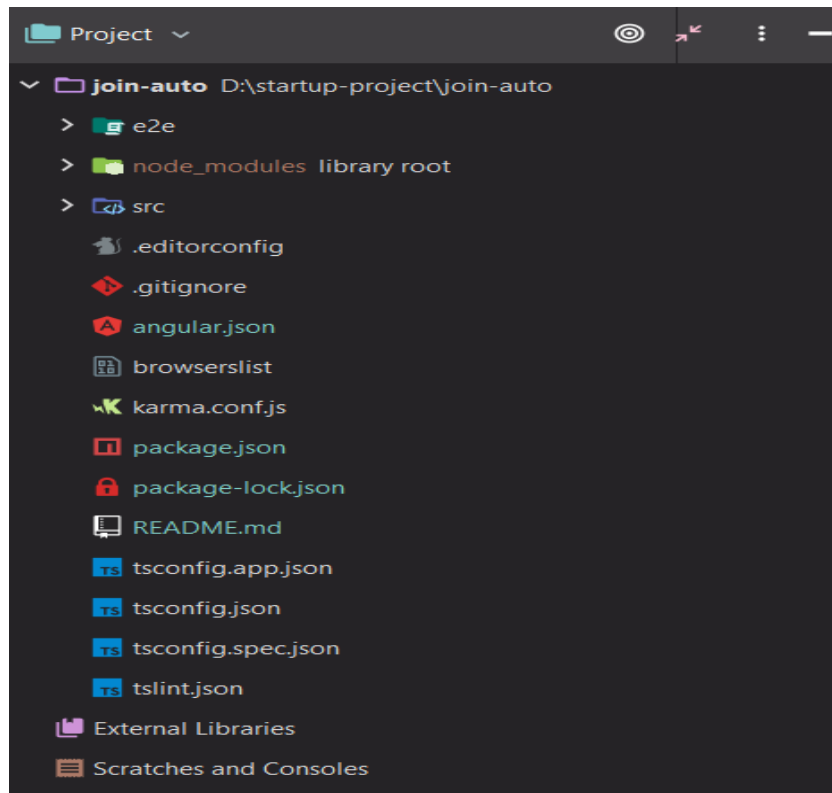 Project
join-auto D:\startup-project\join-auto
e2e
node_modules library root
src
.editorconfig
.gitignore
angular.json
browserslist
karma.conf.js
package.json
package-lock.json
README.md
tsconfig.app.json
tsconfig.json
tsconfig.spec.json
tslint.json
External Libraries
Scratches and Consoles